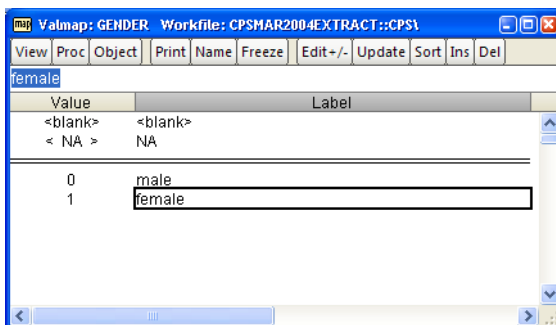 Valmap: GENDER Workfile: CPSMAR2004EXTRACT::CPS\
View Proc Object Print Name Freeze Edit+/- Update Sort Ins Del
female
Value Label
<blank> <blank>
< NA > NA
0 male
1 female